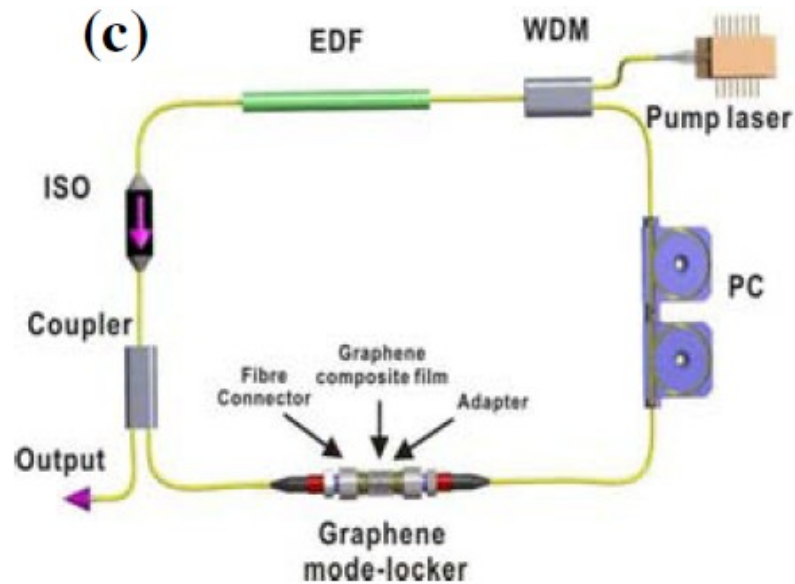 (c)
EDF
WDM
Pump laser
ISO
PC
Coupler
Fibre
Connector
Graphene
composite film
Adapter
Output
Graphene
mode-locker